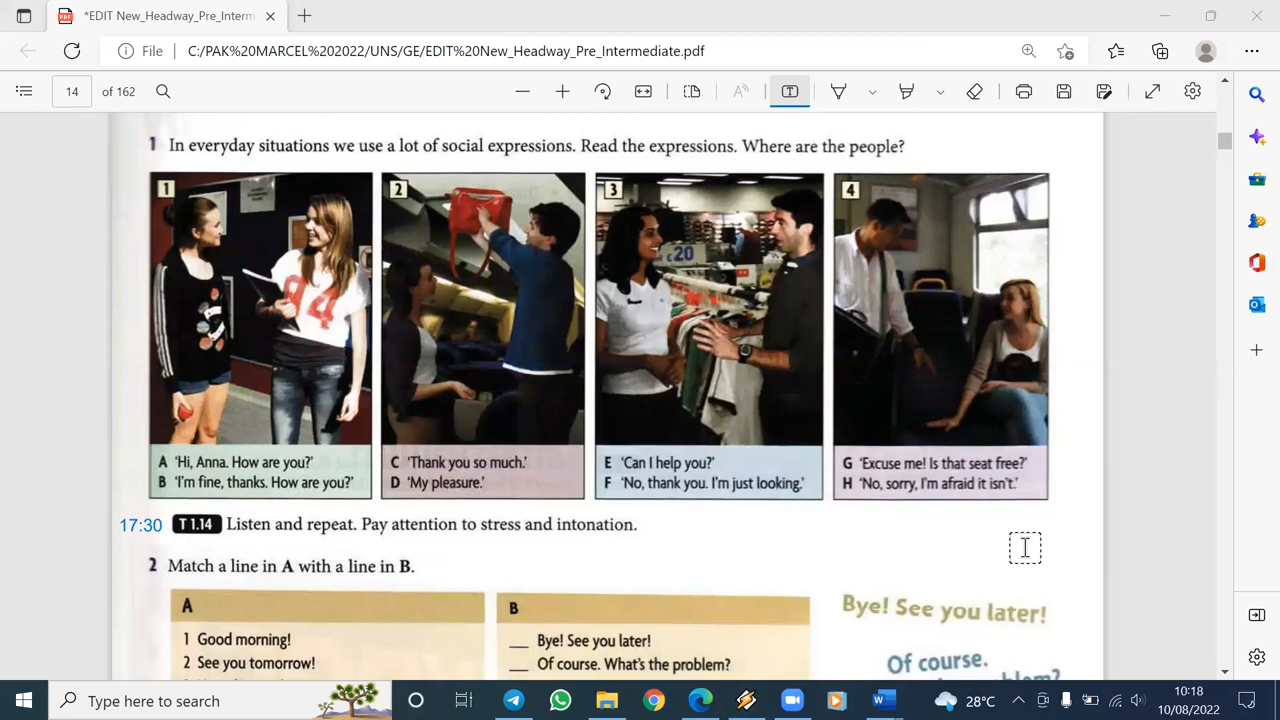 *EDIT New_Headway_Pre_Interm
File
C:/PAK%20MARCEL%202022/UNS/GE/EDIT%20New_Headway_Pre_Intermediate.pdf
14 of 162
1 In everyday situations we use a lot of social expressions. Read the expressions. Where are the people?
1
2
3
4
£20
94
A 'Hi, Anna. How are you?'
B 'I'm fine, thanks. How are you?'
C 'Thank you so much.'
D 'My pleasure.'
E 'Can I help you?'
F 'No, thank you. I'm just looking.'
G 'Excuse me! Is that seat free?'
H 'No, sorry, I'm afraid it isn't.'
17:30 T 1.14 Listen and repeat. Pay attention to stress and intonation.
2 Match a line in A with a line in B.
A
1 Good morning!
2 See you tomorrow!
B
___ Bye! See you later!
___ Of course. What's the problem?
Bye! See you later!
Of course.
Type here to search
28°C
10:18
10/08/2022